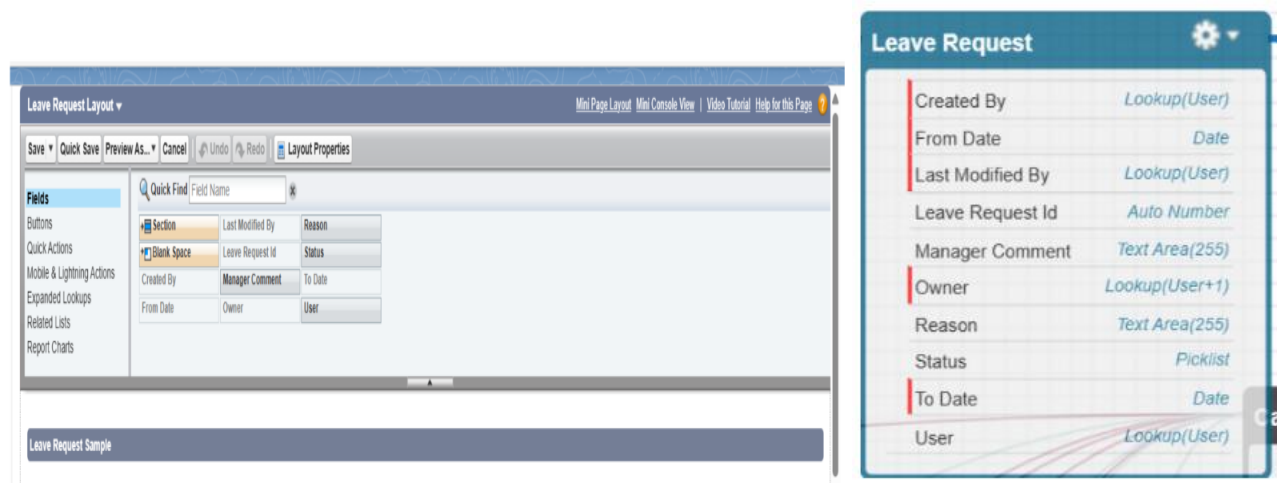 Leave Request Layout
Mini Page Layout Mini Console View | Video Tutorial Help for this Page ?
Save Quick Save Preview As... Cancel Undo Redo Layout Properties
Fields
Buttons
Quick Actions
Mobile & Lightning Actions
Expanded Lookups
Related Lists
Report Charts
Quick Find Field Name
Section Last Modified By Reason
Blank Space Leave Request Id Status
Created By Manager Comment To Date
From Date Owner User
Leave Request Sample
Leave Request
Created By Lookup(User)
From Date Date
Last Modified By Lookup(User)
Leave Request Id Auto Number
Manager Comment Text Area(255)
Owner Lookup(User+1)
Reason Text Area(255)
Status Picklist
To Date Date
User Lookup(User)
Ca